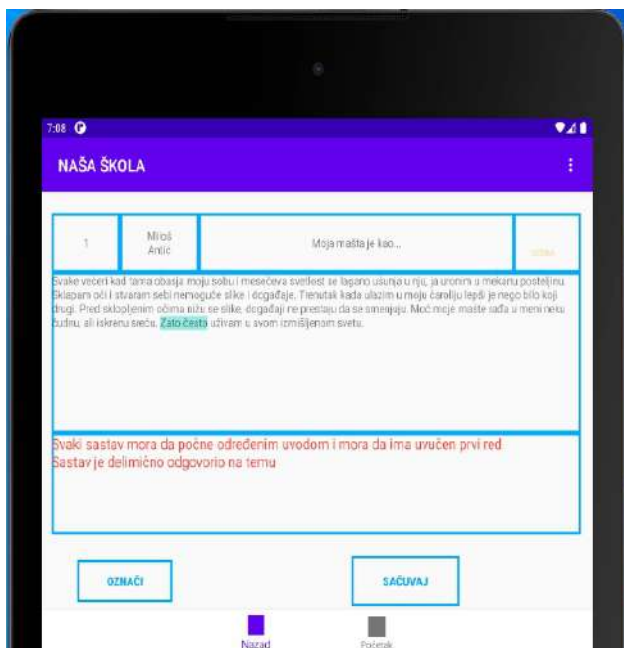 7:08
NAŠA ŠKOLA
1
Miloš
Antić
Moja mašta je kao...
Svake večeri kad tama obasja moju sobu i mesečeva svetlost se lagano ušunja u nju, ja uronim u mekanu posteljinu.
Sklapam oči i stvaram sebi nemoguće slike i događaje. Trenutak kada ulazim u moju čaroliju lepši je nego bilo koji
drugi. Pred sklopljenim očima nižu se slike, događaji ne prestaju da se smenjuju. Moć moje mašte sađa u meni neku
čudnu, ali iskrenu sreću. Zato često uživam u svom izmišljenom svetu.
Svaki sastav mora da počne određenim uvodom i mora da ima uvučen prvi red
Sastav je delimično odgovorio na temu
OZNAČI
SAČUVAJ
Nazad
Početak